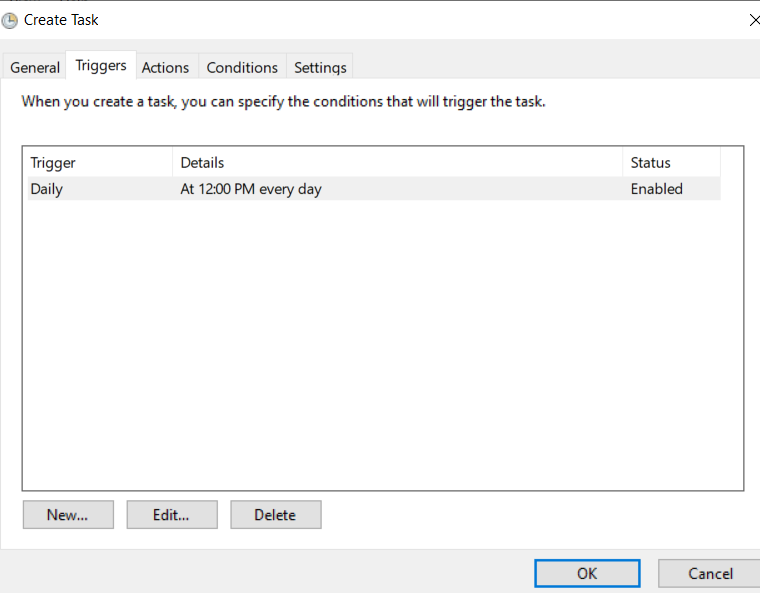 Create Task
General Triggers Actions Conditions Settings
When you create a task, you can specify the conditions that will trigger the task.
Trigger Details Status
Daily At 12:00 PM every day Enabled
New... Edit... Delete
OK Cancel